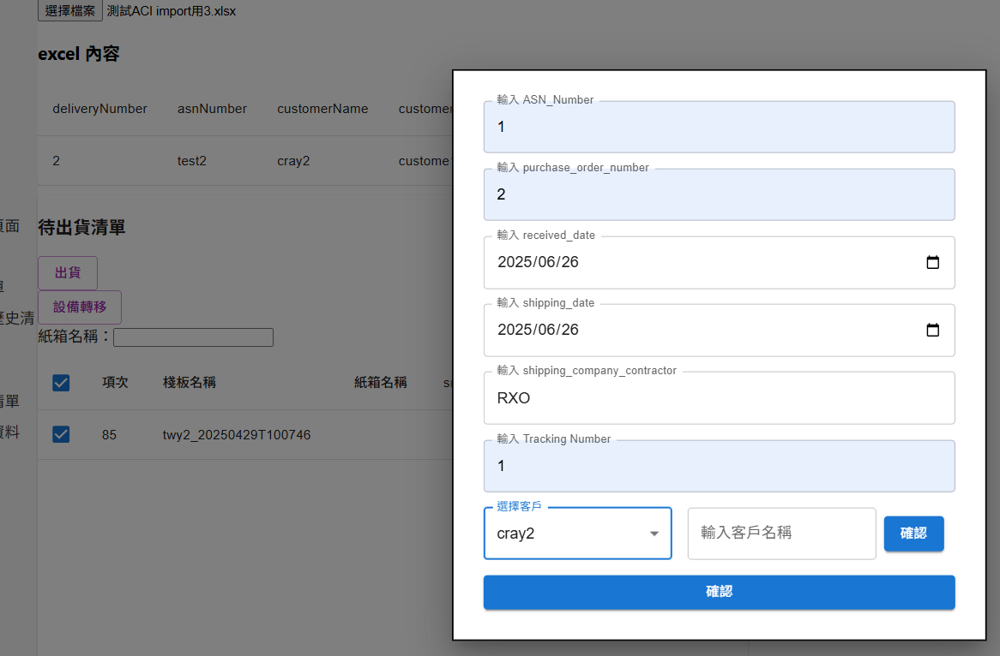 選擇檔案 測試ACI import用3.xlsx
excel 內容
deliveryNumber asnNumber customerName
2 test2 cray2
待出貨清單
出貨
設備轉移
紙箱名稱：
項次 棧板名稱 紙箱名稱
85 twy2_20250429T100746
頁面
歷史清
清單
資料
輸入 ASN_Number
1
輸入 purchase_order_number
2
輸入 received_date
2025/06/26
輸入 shipping_date
2025/06/26
輸入 shipping_company_contractor
RXO
輸入 Tracking Number
1
選擇客戶
cray2 輸入客戶名稱 確認
確認